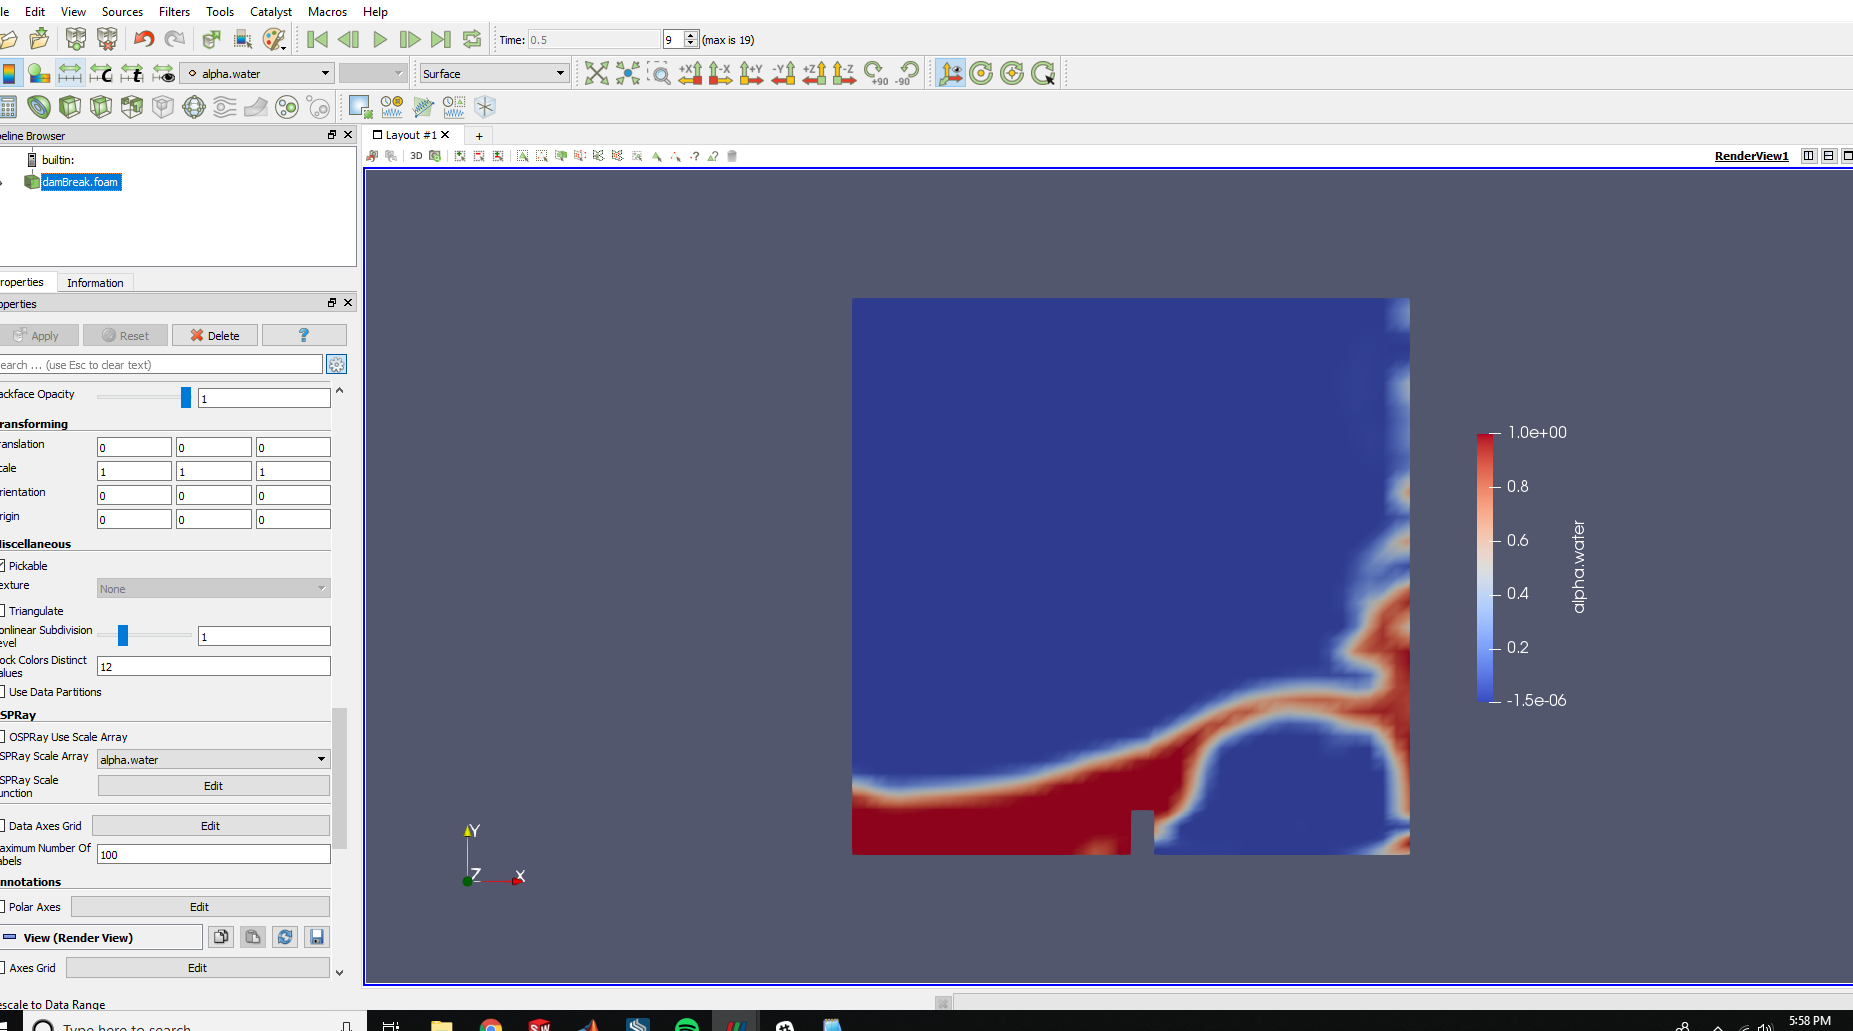 le Edit View Sources Filters Tools Catalyst Macros Help
Time: 0.5 9 (max is 19)
alpha.water Surface +X -X +Y -Y +Z -Z +90 -90
eline Browser
Layout #1 +
builtin:
3D
RenderView1
damBreak.foam
roperties Information
operties
Apply Reset Delete ?
earch ... (use Esc to clear text)
ackface Opacity 1
ransforming
ranslation 0 0 0
cale 1 1 1
rientation 0 0 0
rigin 0 0 0
iscellaneous
Pickable
exture None
Triangulate
onlinear Subdivision
evel 1
ock Colors Distinct
alues 12
Use Data Partitions
SPRay
OSPRay Use Scale Array
SPRay Scale Array alpha.water
SPRay Scale
unction Edit
Data Axes Grid Edit
aximum Number Of
abels 100
nnotations
Polar Axes Edit
View (Render View)
Axes Grid Edit
escale to Data Range
1.0e+00
0.8
0.6
0.4
0.2
-1.5e-06
alpha.water
Y
Z X
Type here to search
5:58 PM